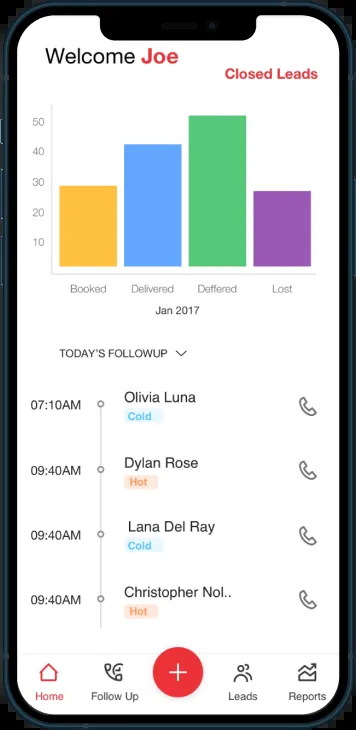 Welcome Joe
Closed Leads
50
40
30
20
10
Booked Delivered Deffered Lost
Jan 2017
TODAY'S FOLLOWUP
07:10AM Olivia Luna
Cold
09:40AM Dylan Rose
Hot
09:40AM Lana Del Ray
Cold
09:40AM Christopher Nol..
Hot
Home Follow Up Leads Reports